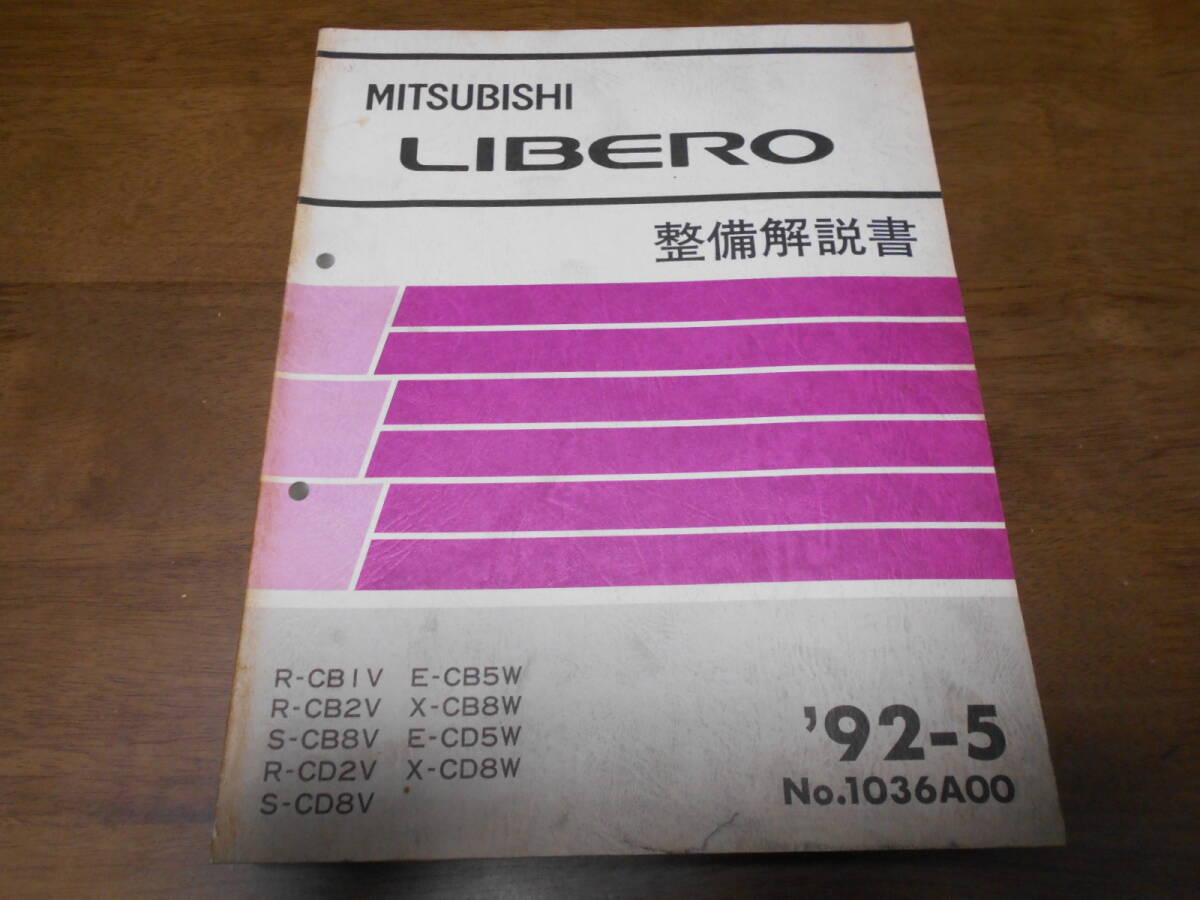 MITSUBISHI
LIBERO
整備解説書
R-CB1V E-CB5W
R-CB2V X-CB8W
S-CB8V E-CD5W
R-CD2V X-CD8W
S-CD8V
'92-5
No.1036A00